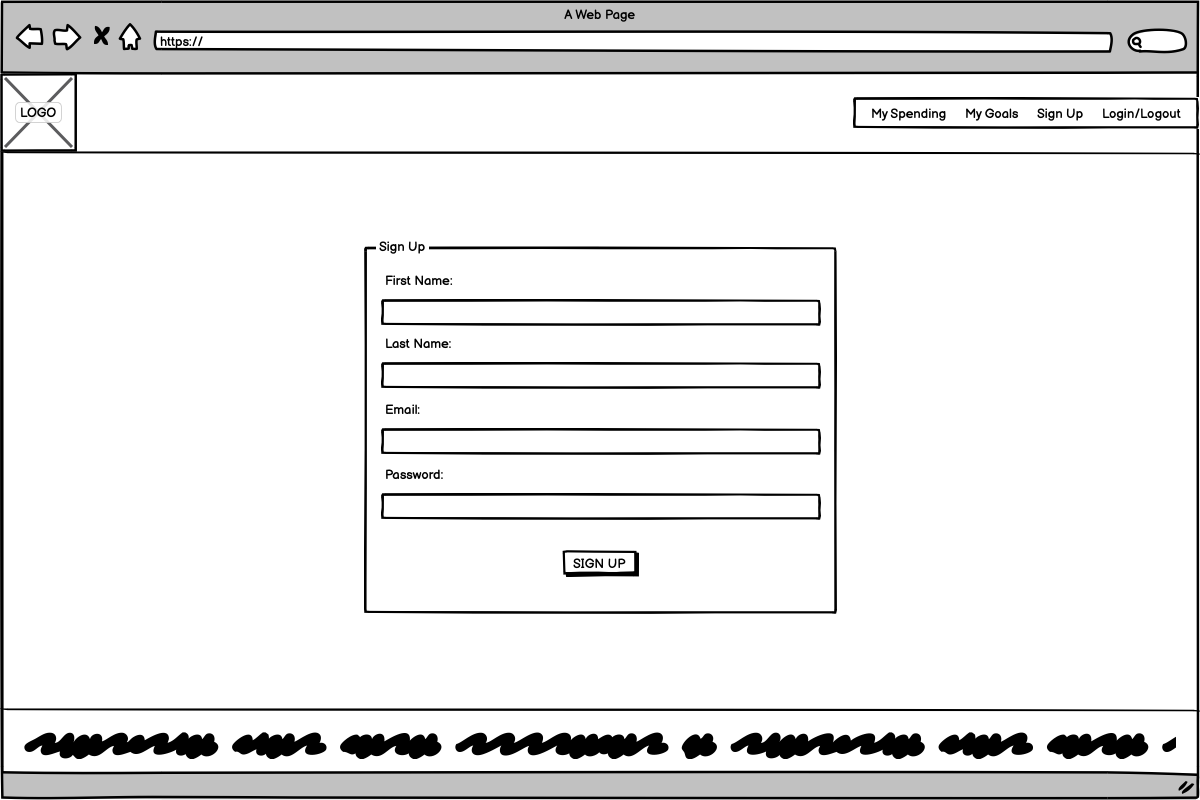 A Web Page
https://
LOGO
My Spending My Goals Sign Up Login/Logout
Sign Up
First Name:
Last Name:
Email:
Password:
SIGN UP